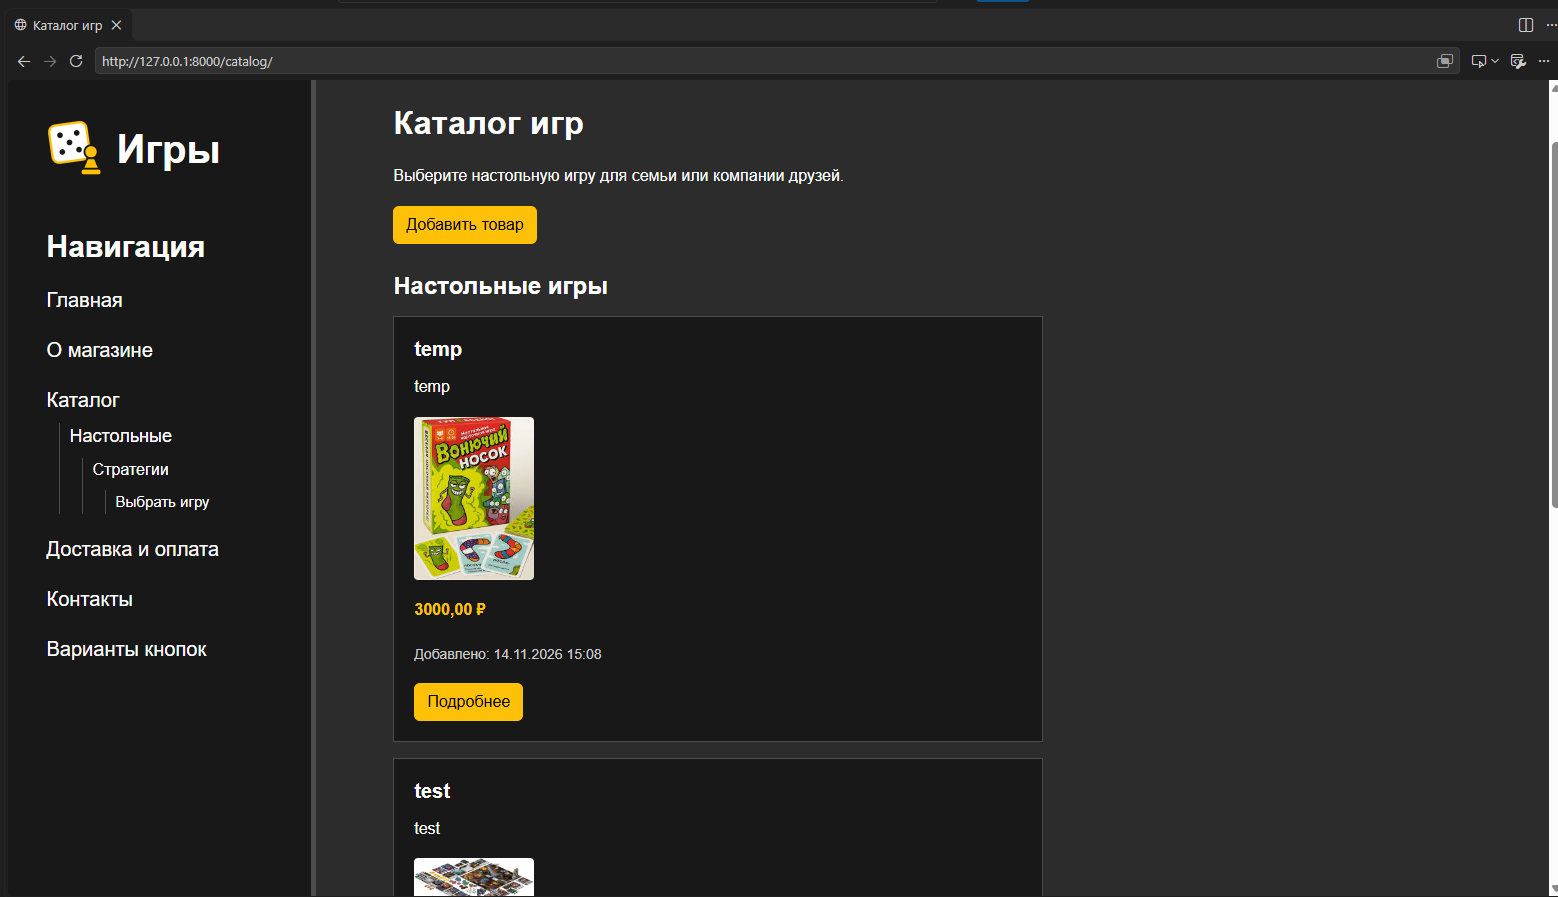 Каталог игр
http://127.0.0.1:8000/catalog/
Игры
Навигация
Главная
О магазине
Каталог
Настольные
Стратегии
Выбрать игру
Доставка и оплата
Контакты
Варианты кнопок
Каталог игр
Выберите настольную игру для семьи или компании друзей.
Добавить товар
Настольные игры
temp
temp
ВОНЮЧИЙ
НОСОК
3000,00 ₽
Добавлено: 14.11.2026 15:08
Подробнее
test
test